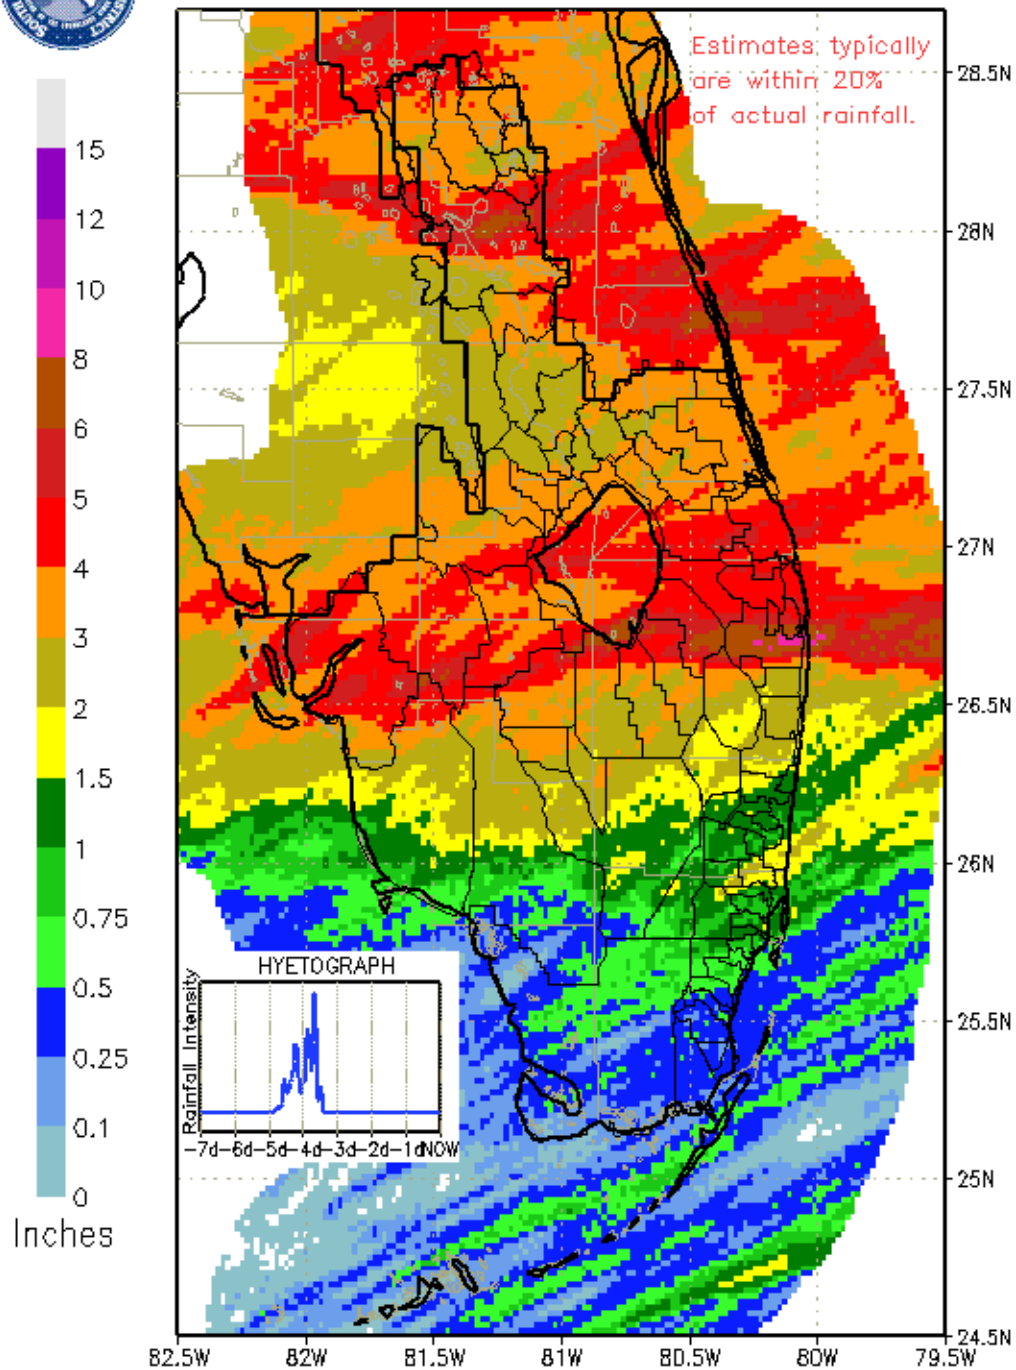 SOUTH
DISTRICT
Estimates typically
are within 20%
of actual rainfall.
15
12
10
8
6
5
4
3
2
1.5
1
0.75
0.5
0.25
0.1
0
Inches
28.5N
28N
27.5N
27N
26.5N
26N
25.5N
25N
24.5N
HYETOGRAPH
Rainfall Intensity
-7d-6d-5d-4d-3d-2d-1dNOW
82.5W 82W 81.5W 81W 80.5W 80W 79.5W